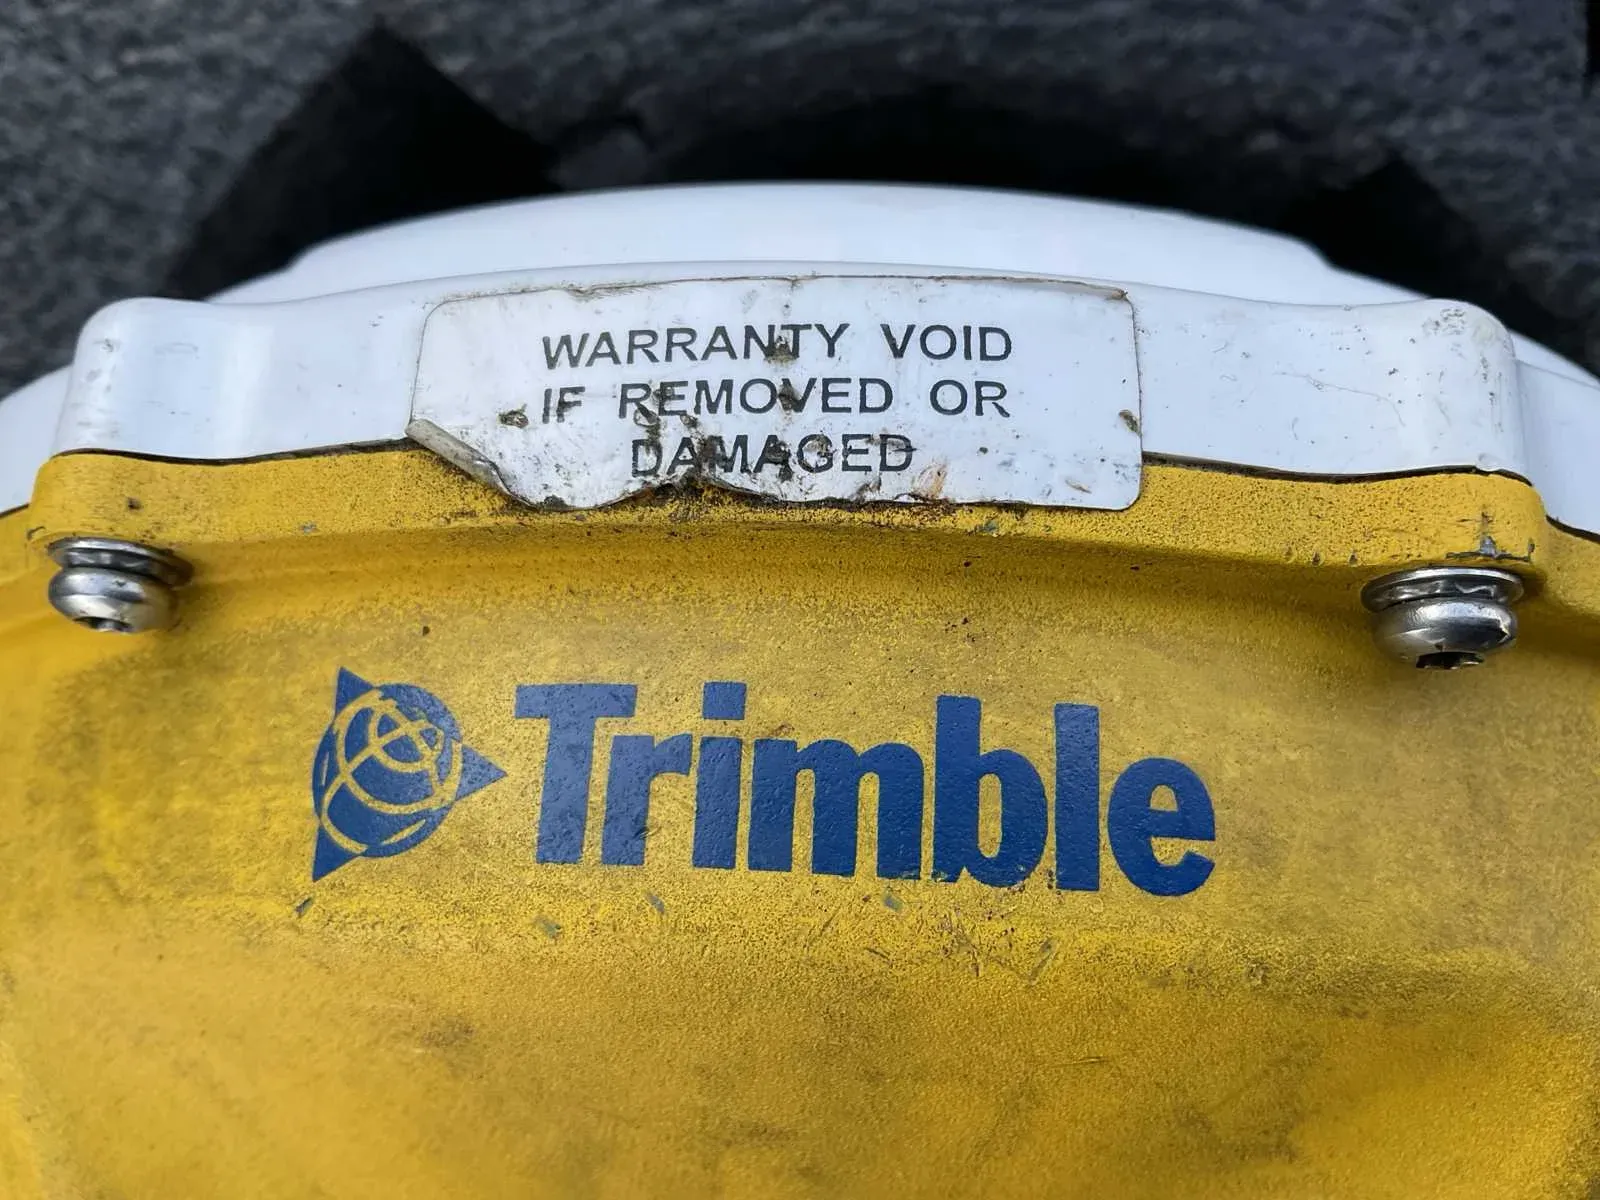 WARRANTY VOID
IF REMOVED OR
DAMAGED
Trimble